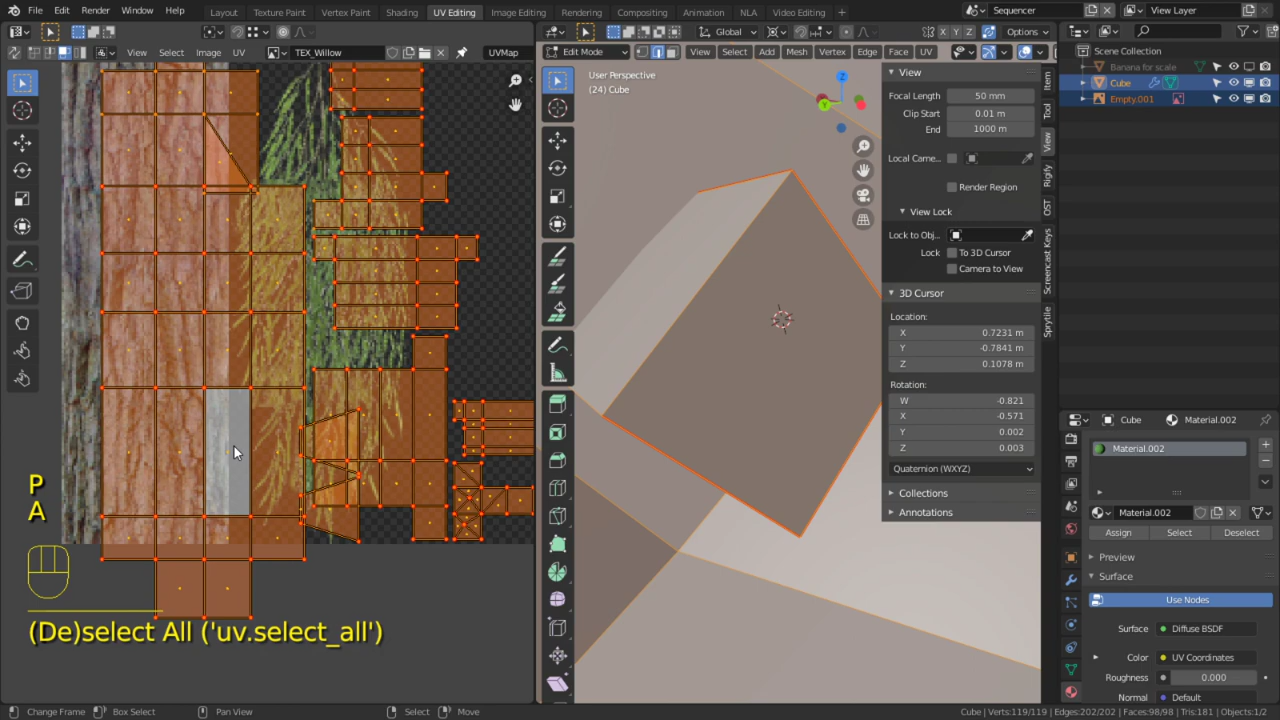 File Edit Render Window Help Layout Texture Paint Vertex Paint Shading UV Editing Image Editing Rendering Compositing Animation NLA Video Editing + Sequencer View Layer
View Select Image UV TEX_Willow UVMap Global Options
Edit Mode View Select Add Mesh Vertex Edge Face UV
User Perspective
(24) Cube
View
Focal Length 50 mm
Clip Start 0.01 m
End 1000 m
Local Came..
Render Region
View Lock
Lock to Obj..
Lock To 3D Cursor
Camera to View
3D Cursor
Location:
X 0.7231 m
Y -0.7841 m
Z 0.1078 m
Rotation:
W -0.821
X -0.571
Y 0.002
Z 0.003
Quaternion (WXYZ)
Collections
Annotations
Item
Tool
View
Rigify
OST
Screencast Keys
Sprytile
Scene Collection
Banana for scale
Cube
Empty.001
Cube Material.002
Material.002
Material.002
Assign Select Deselect
Preview
Surface
Use Nodes
Surface Diffuse BSDF
Color UV Coordinates
Roughness 0.000
Normal Default
P
A
(De)select All ('uv.select_all')
Change Frame Box Select Pan View Select Move Cube | Verts:119/119 | Edges:202/202 | Faces:98/98 | Tris:181 | Objects:1/2